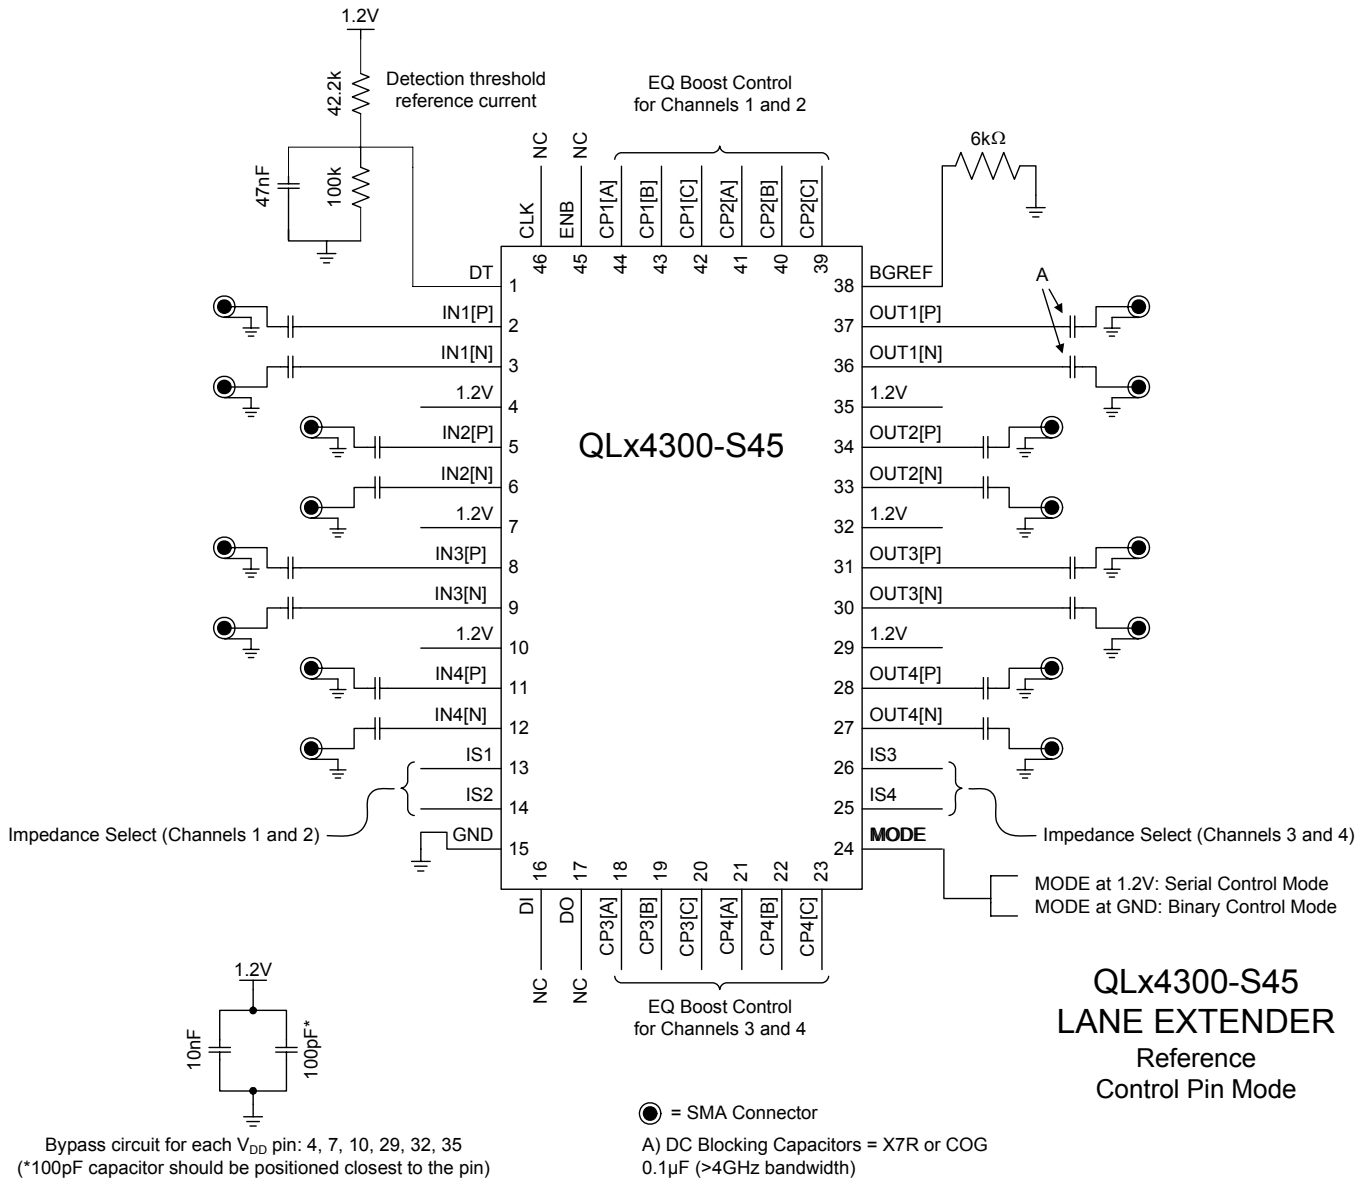 1.2V
42.2k
Detection threshold
reference current
47nF
100k
EQ Boost Control
for Channels 1 and 2
6kΩ
NC
NC
CLK
ENB
CP1[A]
CP1[B]
CP1[C]
CP2[A]
CP2[B]
CP2[C]
46
45
44
43
42
41
40
39
DT
1
38
BGREF
A
IN1[P]
2
37
OUT1[P]
IN1[N]
3
36
OUT1[N]
1.2V
4
35
1.2V
IN2[P]
5
QLx4300-S45
34
OUT2[P]
IN2[N]
6
33
OUT2[N]
1.2V
7
32
1.2V
IN3[P]
8
31
OUT3[P]
IN3[N]
9
30
OUT3[N]
1.2V
10
29
1.2V
IN4[P]
11
28
OUT4[P]
IN4[N]
12
27
OUT4[N]
IS1
13
26
IS3
IS2
14
25
IS4
Impedance Select (Channels 1 and 2)
GND
15
24
MODE
Impedance Select (Channels 3 and 4)
16
17
18
19
20
21
22
23
DI
DO
CP3[A]
CP3[B]
CP3[C]
CP4[A]
CP4[B]
CP4[C]
NC
NC
MODE at 1.2V: Serial Control Mode
MODE at GND: Binary Control Mode
EQ Boost Control
for Channels 3 and 4
1.2V
10nF
100pF*
Bypass circuit for each VDD pin: 4, 7, 10, 29, 32, 35
(*100pF capacitor should be positioned closest to the pin)
= SMA Connector
A) DC Blocking Capacitors = X7R or COG
0.1µF (>4GHz bandwidth)
QLx4300-S45
LANE EXTENDER
Reference
Control Pin Mode